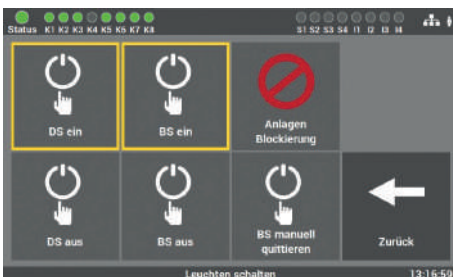 Status K1 K2 K3 K4 K5 K6 K7 K8 S1 S2 S3 S4 I1 I2 I3 I4
DS ein BS ein Anlagen
Blockierung
DS aus BS aus BS manuell
quittieren Zurück
Leuchten schalten 13:16:59